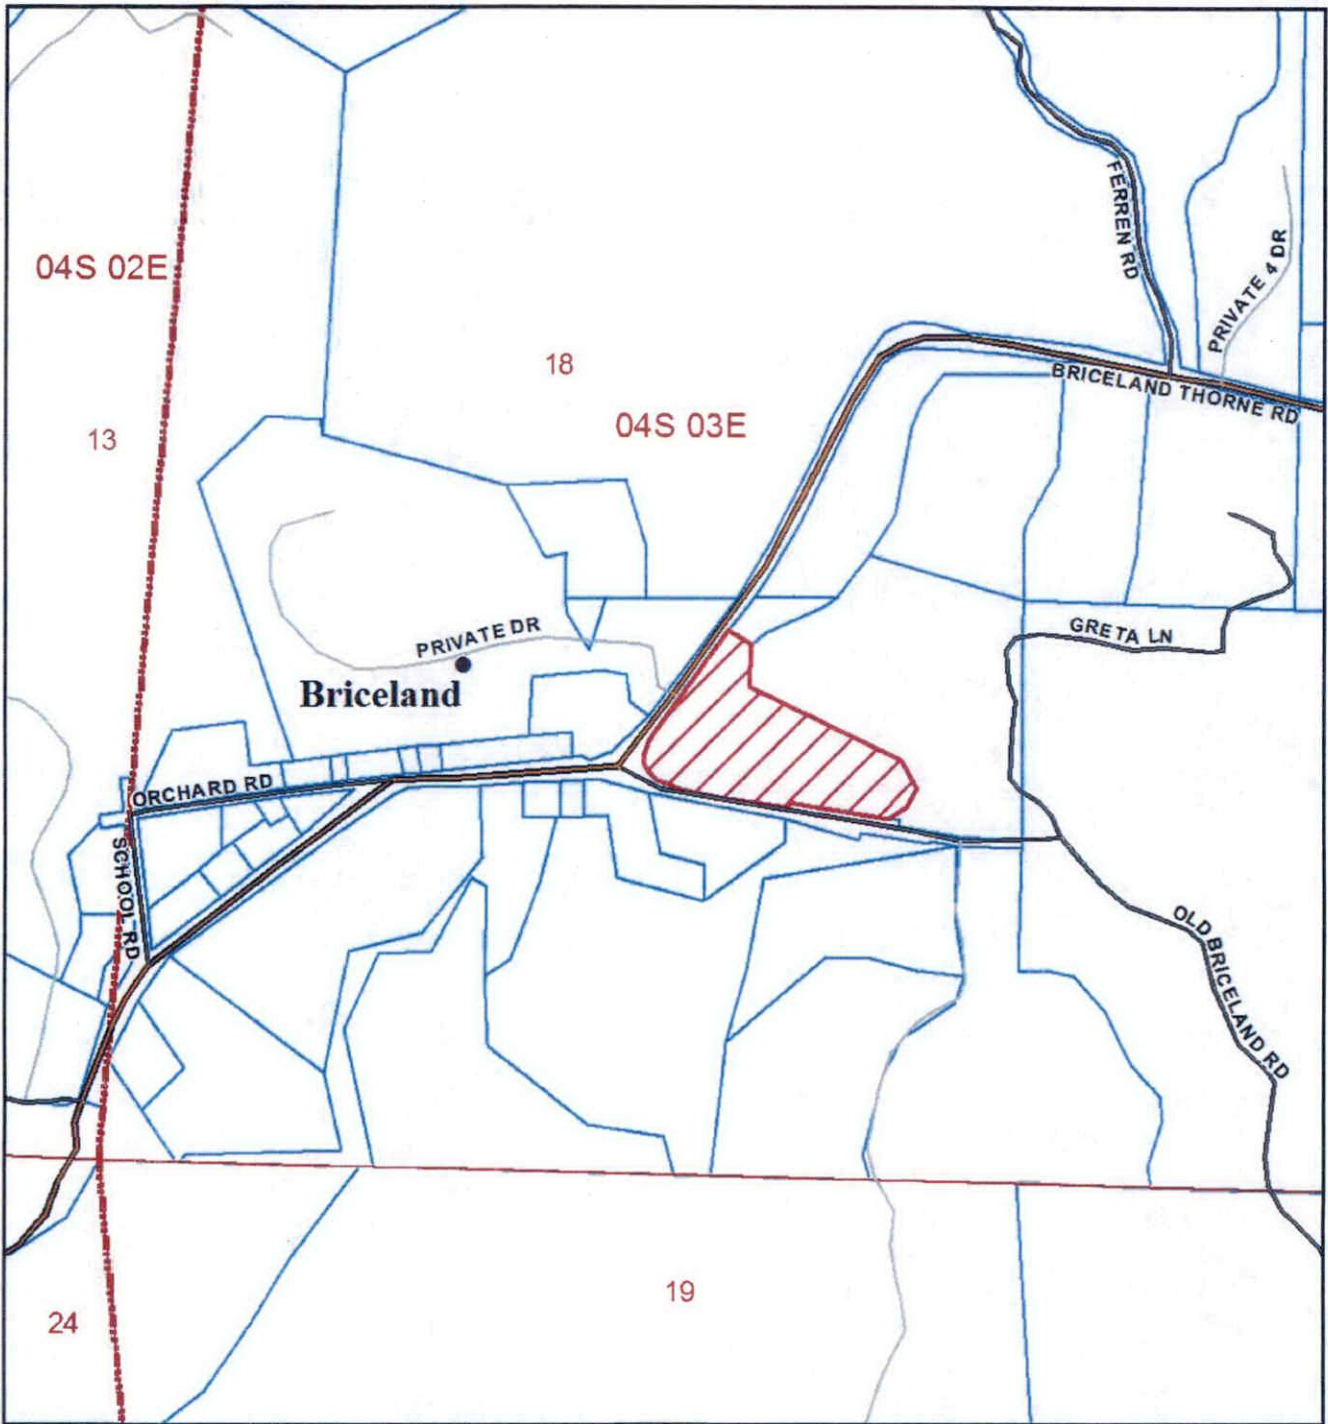 FERREN RD
PRIVATE 4 DR
04S 02E
18
BRICELAND THORNE RD
04S 03E
13
PRIVATE DR
GRETA LN
Briceland
ORCHARD RD
SCHOOL RD
OLD BRICELAND RD
19
24